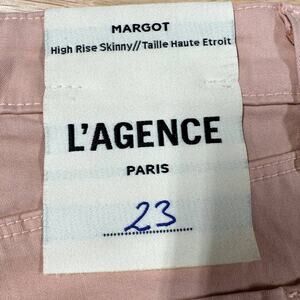 MARGOT
High Rise Skinny//Taille Haute Etroit
L'AGENCE
PARIS
23